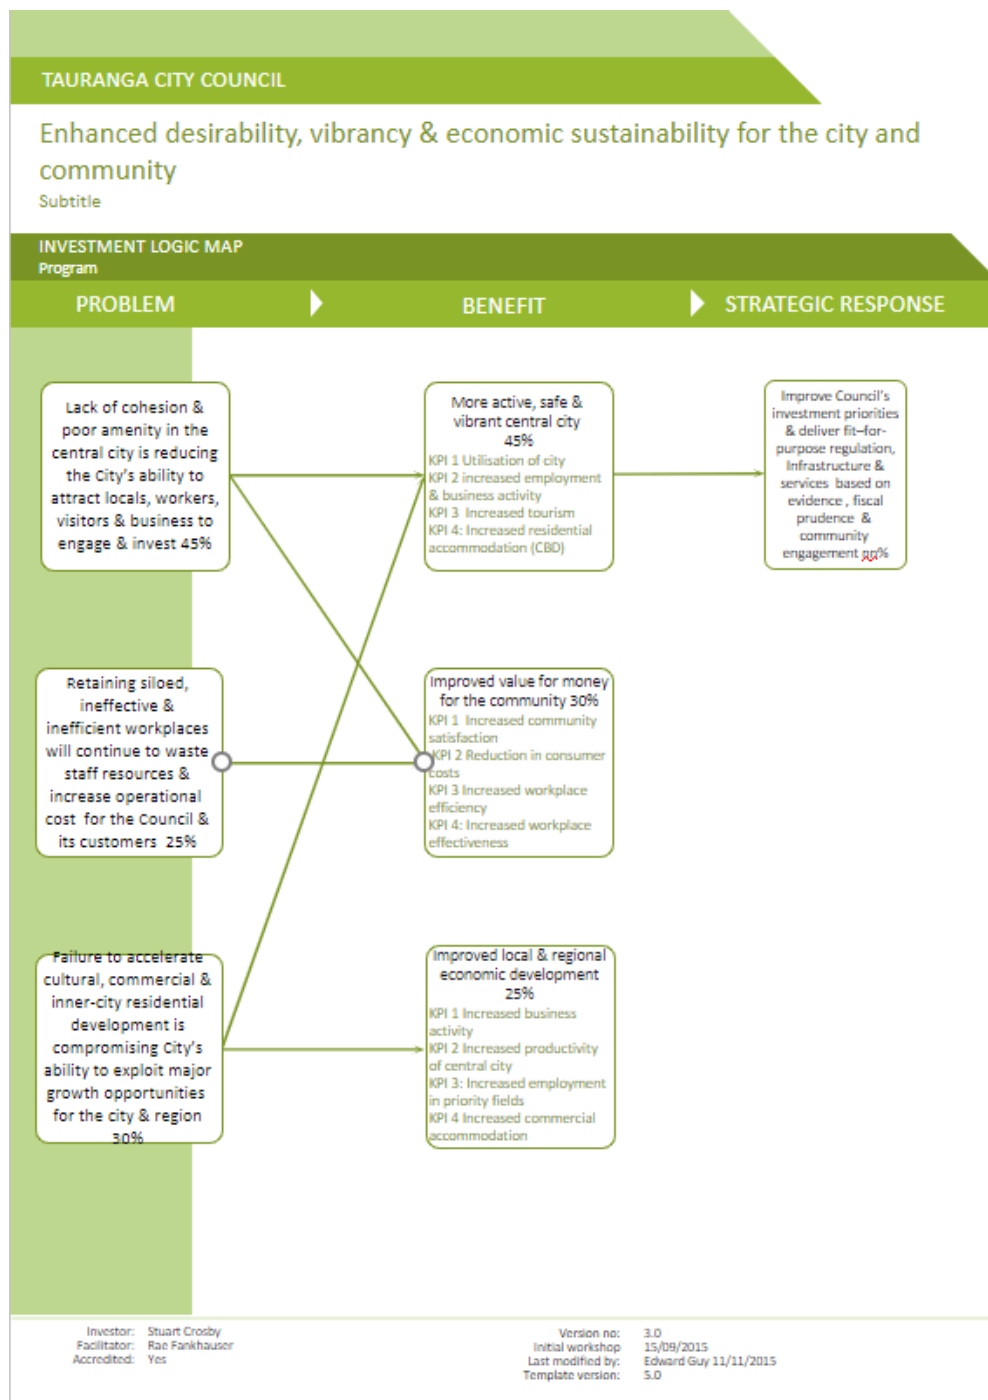 TAURANGA CITY COUNCIL
Enhanced desirability, vibrancy & economic sustainability for the city and
community
Subtitle
INVESTMENT LOGIC MAP
Program
PROBLEM
BENEFIT
STRATEGIC RESPONSE
Lack of cohesion &
poor amenity in the
central city is reducing
the City's ability to
attract locals, workers,
visitors & business to
engage & invest 45%
More active, safe &
vibrant central city
45%
KPI 1 Utilisation of city
KPI 2 increased employment
& business activity
KPI 3  Increased tourism
KPI 4: Increased residential
accommodation (CBD)
Improve Council's
investment priorities
& deliver fit–for-
purpose regulation,
Infrastructure &
services  based on
evidence , fiscal
prudence  &
community
engagement nn%
Retaining siloed,
ineffective &
inefficient workplaces
will continue to waste
staff resources &
increase operational
cost  for the Council &
its customers  25%
Improved value for money
for the community 30%
KPI 1  Increased community
satisfaction
KPI 2 Reduction in consumer
costs
KPI 3 Increased workplace
efficiency
KPI 4: Increased workplace
effectiveness
Failure to accelerate
cultural, commercial &
inner-city residential
development is
compromising City's
ability to exploit major
growth opportunities
for the city & region
30%
Improved local & regional
economic development
25%
KPI 1 Increased business
activity
KPI 2 Increased productivity
of central city
KPI 3: Increased employment
in priority fields
KPI 4 Increased commercial
accommodation
Investor: Stuart Crosby
Facilitator: Rae Fankhauser
Accredited: Yes
Version no: 3.0
Initial workshop 15/09/2015
Last modified by: Edward Guy 11/11/2015
Template version: 5.0